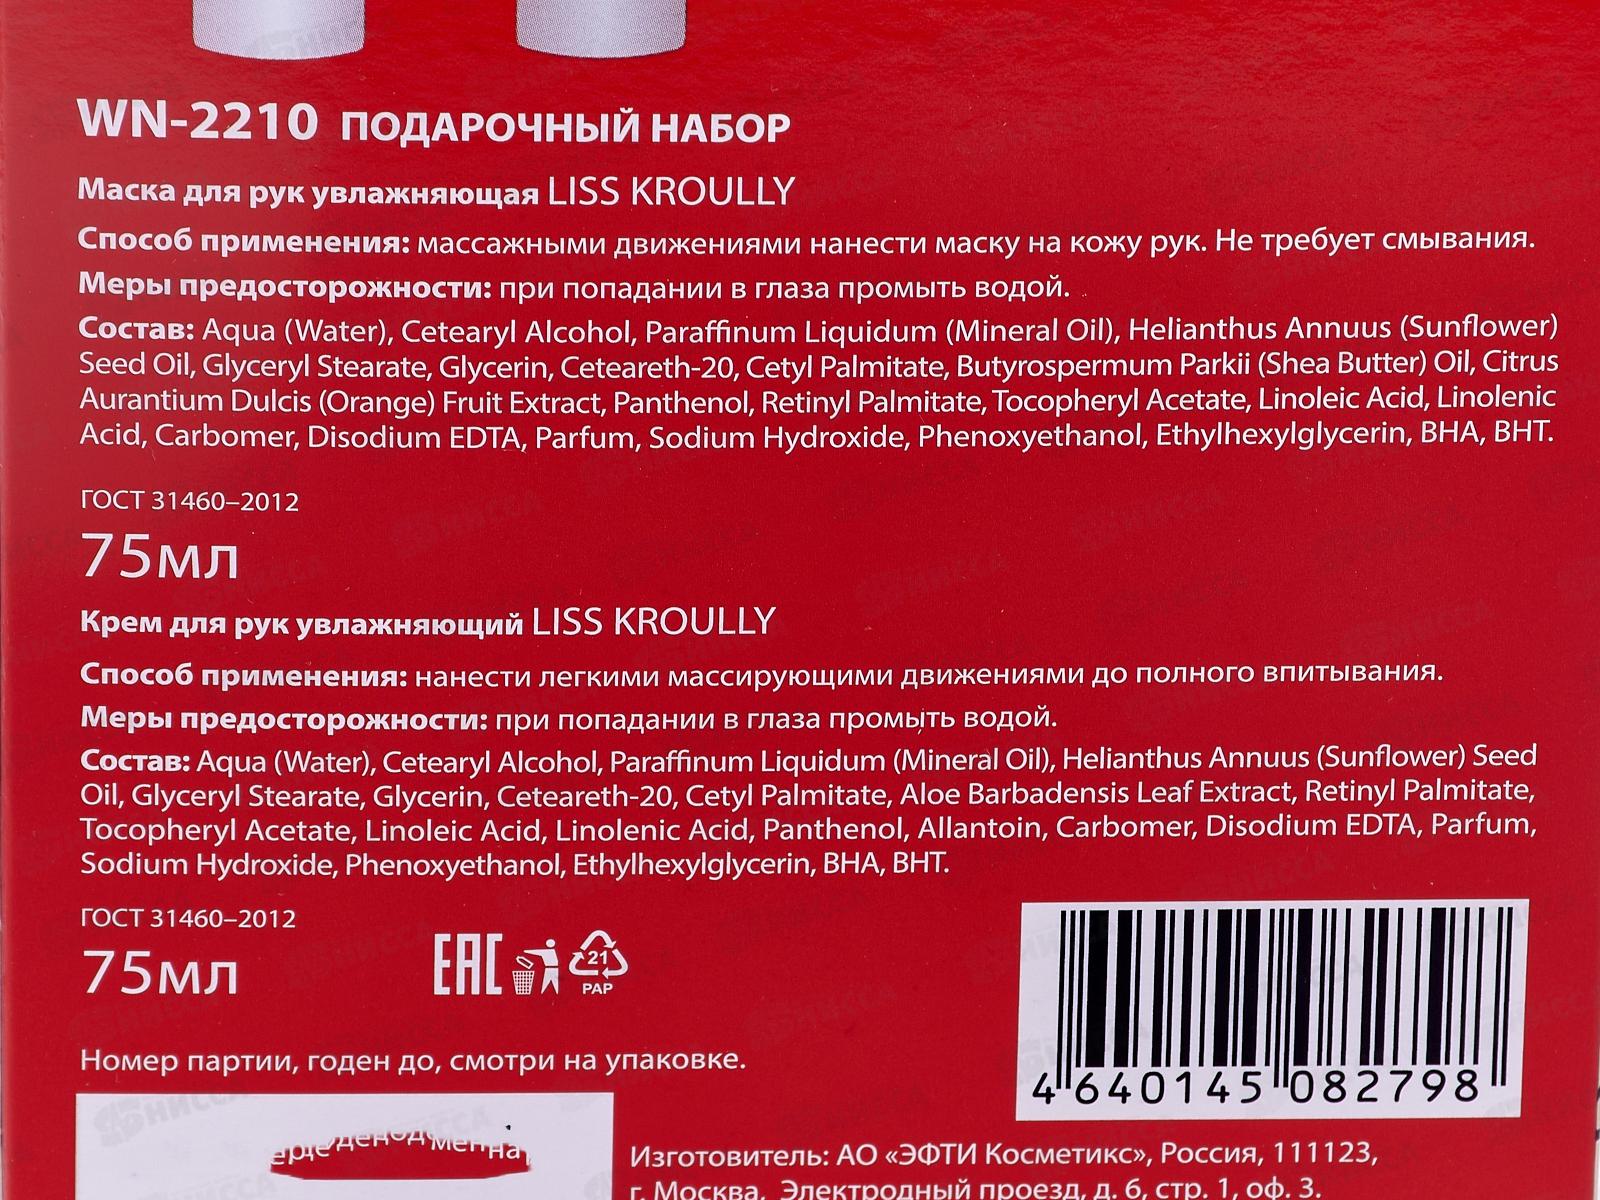 WN-2210 ПОДАРОЧНЫЙ НАБОР
Маска для рук увлажняющая LISS KROULLY
Способ применения: массажными движениями нанести маску на кожу рук. Не требует смывания.
Меры предосторожности: при попадании в глаза промыть водой.
Состав: Aqua (Water), Cetearyl Alcohol, Paraffinum Liquidum (Mineral Oil), Helianthus Annuus (Sunflower)
Seed Oil, Glyceryl Stearate, Glycerin, Ceteareth-20, Cetyl Palmitate, Butyrospermum Parkii (Shea Butter) Oil, Citrus
Aurantium Dulcis (Orange) Fruit Extract, Panthenol, Retinyl Palmitate, Tocopheryl Acetate, Linoleic Acid, Linolenic
Acid, Carbomer, Disodium EDTA, Parfum, Sodium Hydroxide, Phenoxyethanol, Ethylhexylglycerin, BHA, BHT.
ГОСТ 31460–2012
75мл
Крем для рук увлажняющий LISS KROULLY
Способ применения: нанести легкими массирующими движениями до полного впитывания.
Меры предосторожности: при попадании в глаза промыть водой.
Состав: Aqua (Water), Cetearyl Alcohol, Paraffinum Liquidum (Mineral Oil), Helianthus Annuus (Sunflower) Seed
Oil, Glyceryl Stearate, Glycerin, Ceteareth-20, Cetyl Palmitate, Aloe Barbadensis Leaf Extract, Retinyl Palmitate,
Tocopheryl Acetate, Linoleic Acid, Linolenic Acid, Panthenol, Allantoin, Carbomer, Disodium EDTA, Parfum,
Sodium Hydroxide, Phenoxyethanol, Ethylhexylglycerin, BHA, BHT.
ГОСТ 31460–2012
75мл
EAC
21
PAP
Номер партии, годен до, смотри на упаковке.
4 640145 082798
Изготовитель: АО «ЭФТИ Косметикс», Россия, 111123,
г. Москва, Электродный проезд, д. 6, стр. 1, оф. 3.